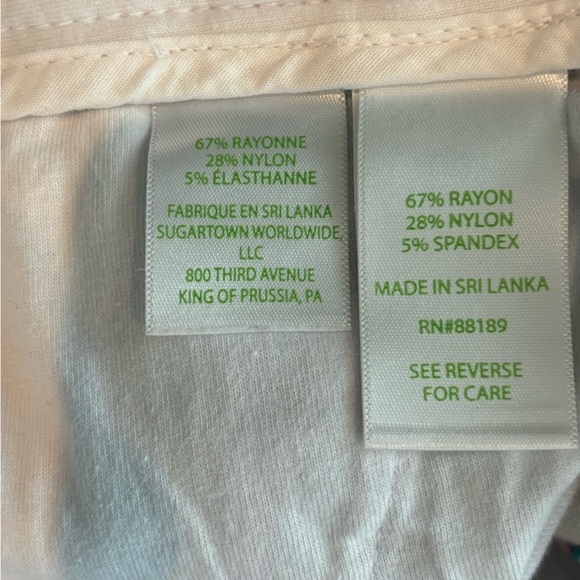 67% RAYONNE
28% NYLON
5% ÉLASTHANNE
FABRIQUE EN SRI LANKA
SUGARTOWN WORLDWIDE,
LLC
800 THIRD AVENUE
KING OF PRUSSIA, PA
67% RAYON
28% NYLON
5% SPANDEX
MADE IN SRI LANKA
RN#88189
SEE REVERSE
FOR CARE